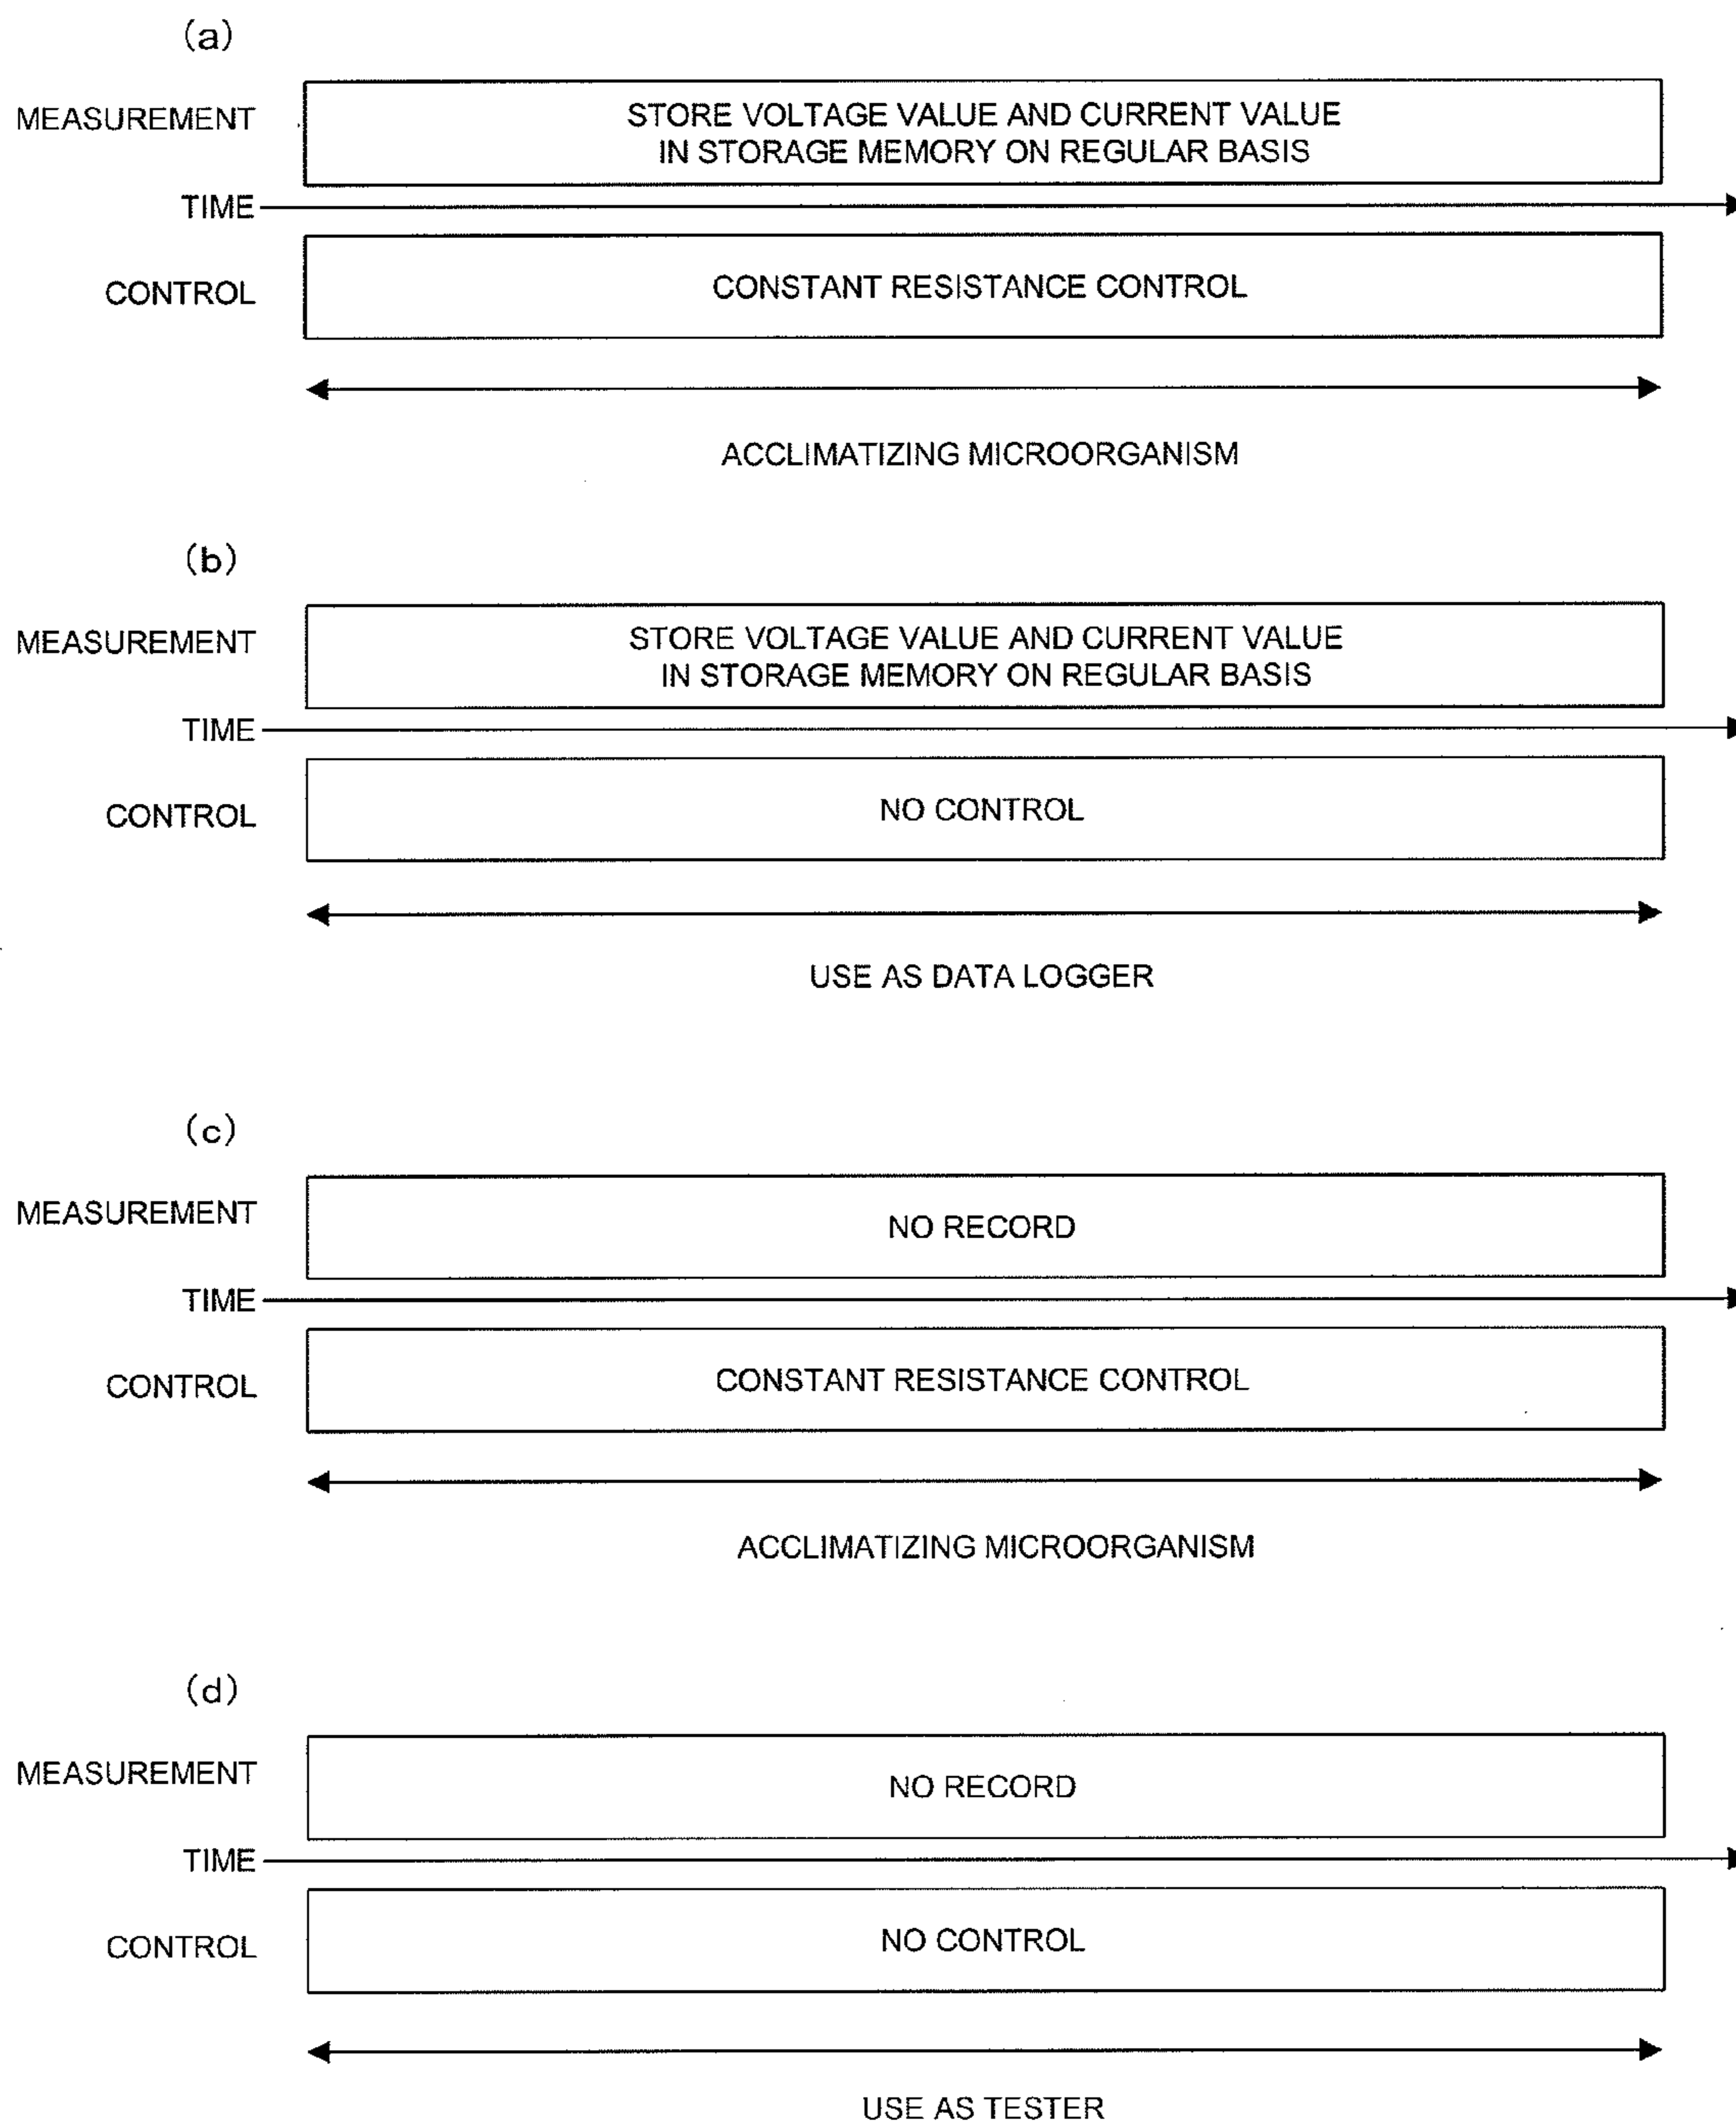 (a)
MEASUREMENT
STORE VOLTAGE VALUE AND CURRENT VALUE
IN STORAGE MEMORY ON REGULAR BASIS
TIME
CONTROL
CONSTANT RESISTANCE CONTROL
ACCLIMATIZING MICROORGANISM
(b)
MEASUREMENT
STORE VOLTAGE VALUE AND CURRENT VALUE
IN STORAGE MEMORY ON REGULAR BASIS
TIME
CONTROL
NO CONTROL
USE AS DATA LOGGER
(c)
MEASUREMENT
NO RECORD
TIME
CONTROL
CONSTANT RESISTANCE CONTROL
ACCLIMATIZING MICROORGANISM
(d)
MEASUREMENT
NO RECORD
TIME
CONTROL
NO CONTROL
USE AS TESTER